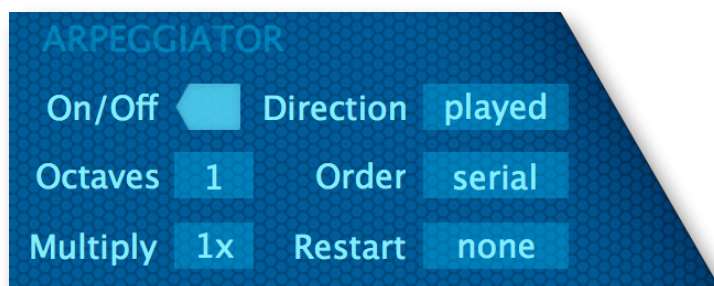 ARPEGGIATOR
On/Off Direction played
Octaves 1 Order serial
Multiply 1x Restart none